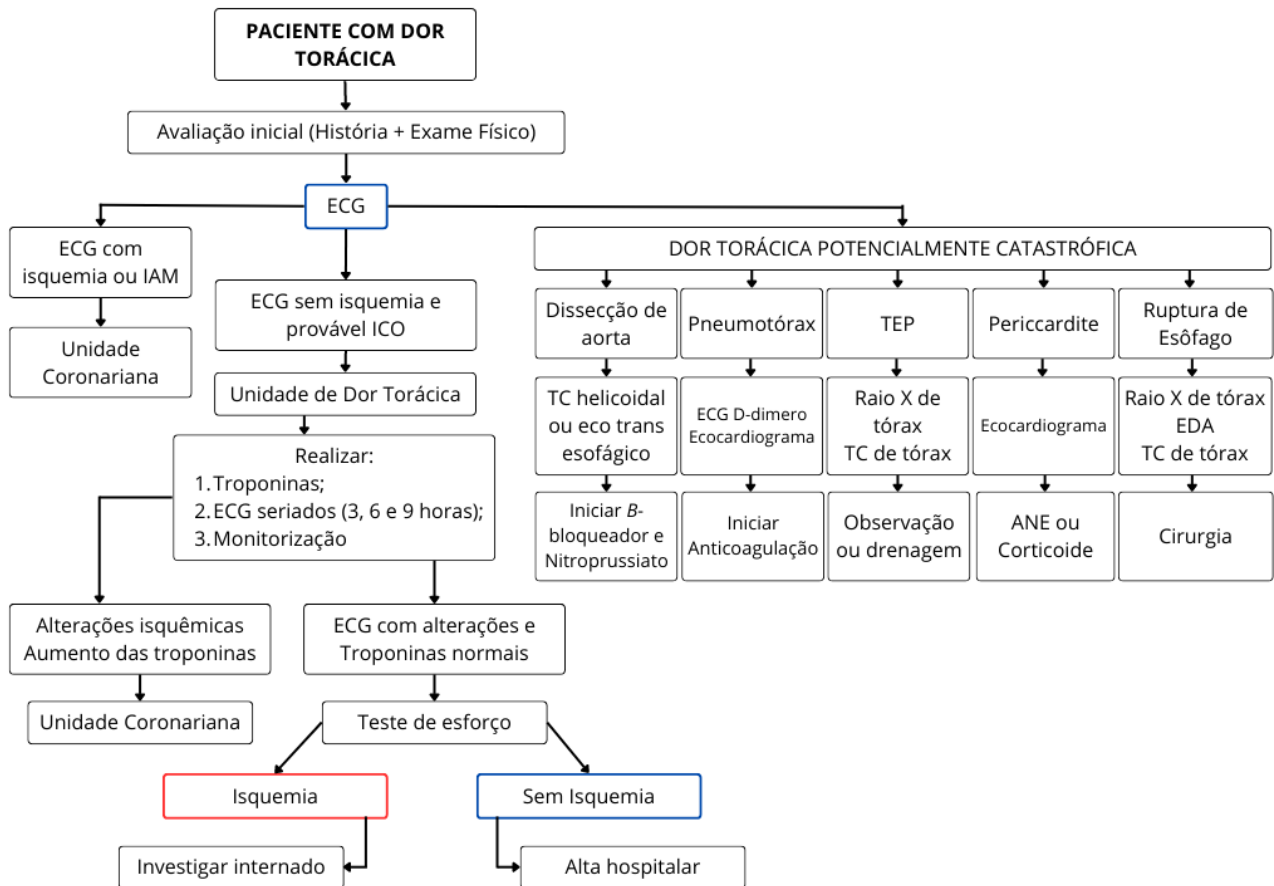 PACIENTE COM DOR
TORÁCICA
Avaliação inicial (História + Exame Físico)
ECG
ECG com
isquemia ou IAM
Unidade
Coronariana
ECG sem isquemia e
provável ICO
Unidade de Dor Torácica
Realizar:
1. Troponinas;
2. ECG seriados (3, 6 e 9 horas);
3. Monitorização
Alterações isquêmicas
Aumento das troponinas
Unidade Coronariana
ECG com alterações e
Troponinas normais
Teste de esforço
Isquemia
Sem Isquemia
Investigar internado
Alta hospitalar
DOR TORÁCICA POTENCIALMENTE CATASTRÓFICA
Dissecção de
aorta
TC helicoidal
ou eco trans
esofágico
Iniciar B-
bloqueador e
Nitroprussiato
Pneumotórax
ECG D-dimero
Ecocardiograma
Iniciar
Anticoagulação
TEP
Raio X de
tórax
TC de tórax
Observação
ou drenagem
Periccardite
Ecocardiograma
ANE ou
Corticoide
Ruptura de
Esôfago
Raio X de tórax
EDA
TC de tórax
Cirurgia